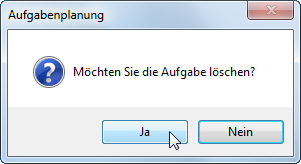 Aufgabenplanung
Möchten Sie die Aufgabe löschen?
Ja
Nein